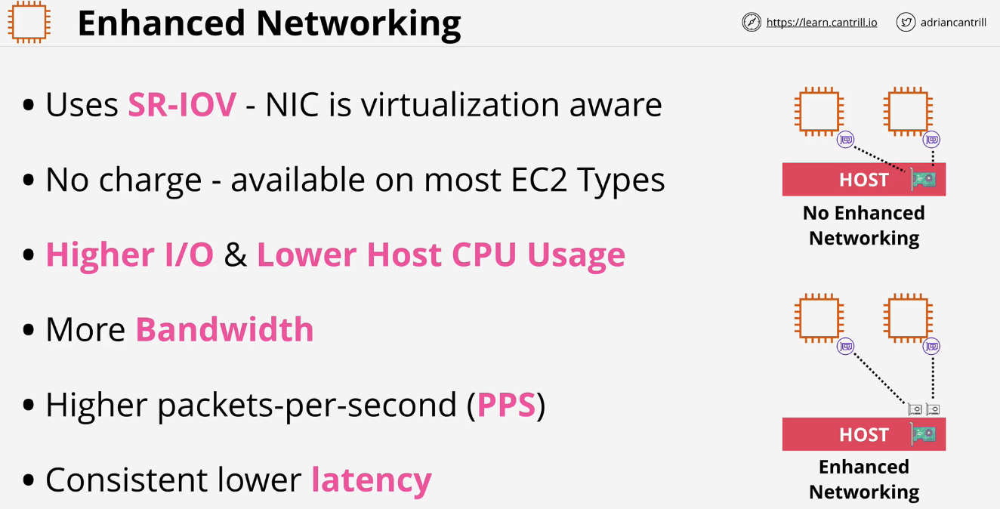 Enhanced Networking
https://learn.cantrill.io
adriancantrill
• Uses SR-IOV - NIC is virtualization aware
• No charge - available on most EC2 Types
• Higher I/O & Lower Host CPU Usage
• More Bandwidth
• Higher packets-per-second (PPS)
• Consistent lower latency
HOST
No Enhanced
Networking
HOST
Enhanced
Networking